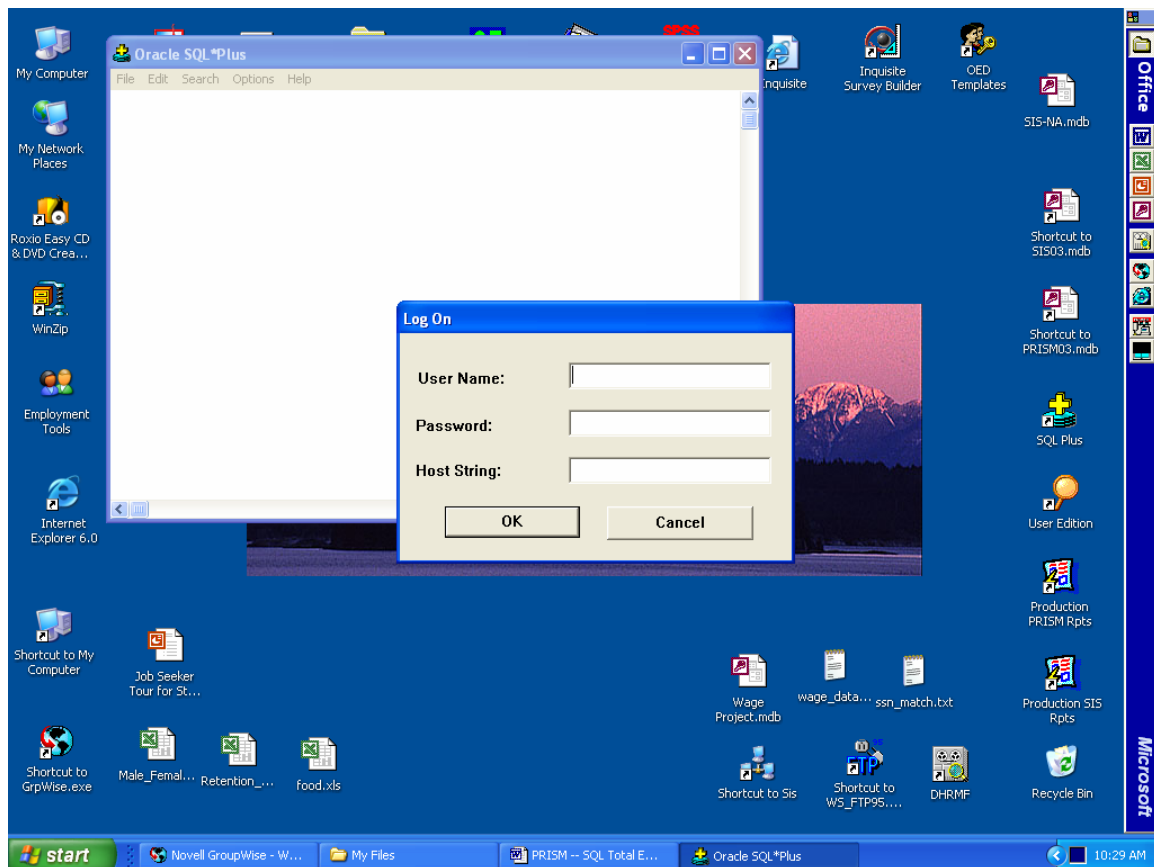 SPSS
Oracle SQL*Plus
File Edit Search Options Help
My Computer
Inquisite
Inquisite
Survey Builder
OED
Templates
Office
SIS-NA.mdb
My Network
Places
Shortcut to
SIS03.mdb
Roxio Easy CD
& DVD Crea...
WinZip
Log On
User Name:
Password:
Host String:
OK
Cancel
Shortcut to
PRISM03.mdb
Employment
Tools
SQL Plus
Internet
Explorer 6.0
User Edition
Production
PRISM Rpts
Shortcut to My
Computer
Job Seeker
Tour for St...
Wage
Project.mdb
wage_data...
ssn_match.txt
Production SIS
Rpts
Shortcut to
GrpWise.exe
Male_Femal...
Retention_...
food.xls
Shortcut to Sis
FTP
Shortcut to
WS_FTP95....
DHRMF
Recycle Bin
Microsoft
start
Novell GroupWise - W...
My Files
PRISM -- SQL Total E...
Oracle SQL*Plus
10:29 AM